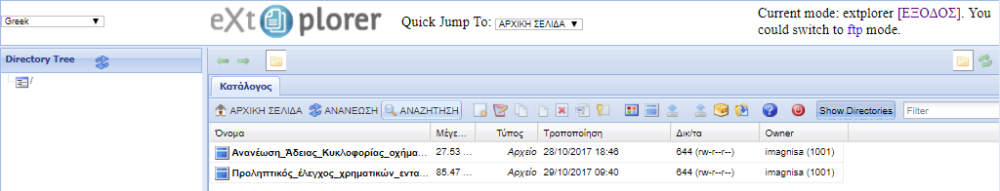 Greek
eXtplorer
Quick Jump To: ΑΡΧΙΚΗ ΣΕΛΙΔΑ
Current mode: extplorer [ΕΞΟΔΟΣ]. You
could switch to ftp mode.
Directory Tree
/
Κατάλογος
ΑΡΧΙΚΗ ΣΕΛΙΔΑ ΑΝΑΝΕΩΣΗ ΑΝΑΖΗΤΗΣΗ Show Directories Filter
Όνομα Μέγε... Τύπος Τροποποίηση Δικ/τα Owner
Ανανέωση_Άδειας_Κυκλοφορίας_οχήμα... 27.53 ... Αρχείο 28/10/2017 18:46 644 (rw-r--r--) imagnisa (1001)
Προληπτικός_έλεγχος_χρηματικών_εντα... 85.47 ... Αρχείο 29/10/2017 09:40 644 (rw-r--r--) imagnisa (1001)